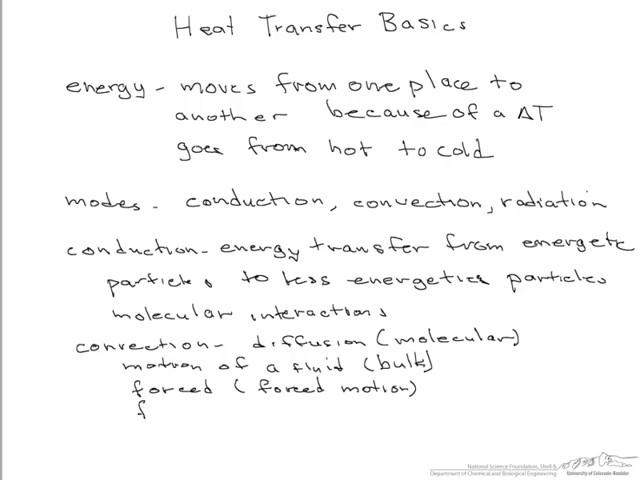 Heat Transfer Basics
energy - moves from one place to
another because of a ΔT
goes from hot to cold
modes - conduction, convection, radiation
conduction - energy transfer from energetic
particles to less energetic particles
molecular interactions
convection - diffusion (molecular)
motion of a fluid (bulk)
forced (forced motion)
f
National Science Foundation, Shell &
Department of Chemical and Biological Engineering University of Colorado Boulder